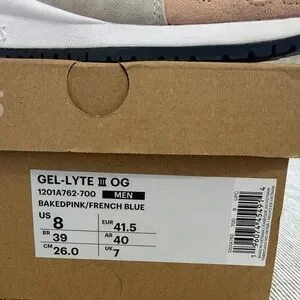 GEL-LYTE III OG
1201A762-700 MEN
BAKEDPINK/FRENCH BLUE
US 8 EUR 41.5
BR 39 AR 40
CM 26.0 UK 7